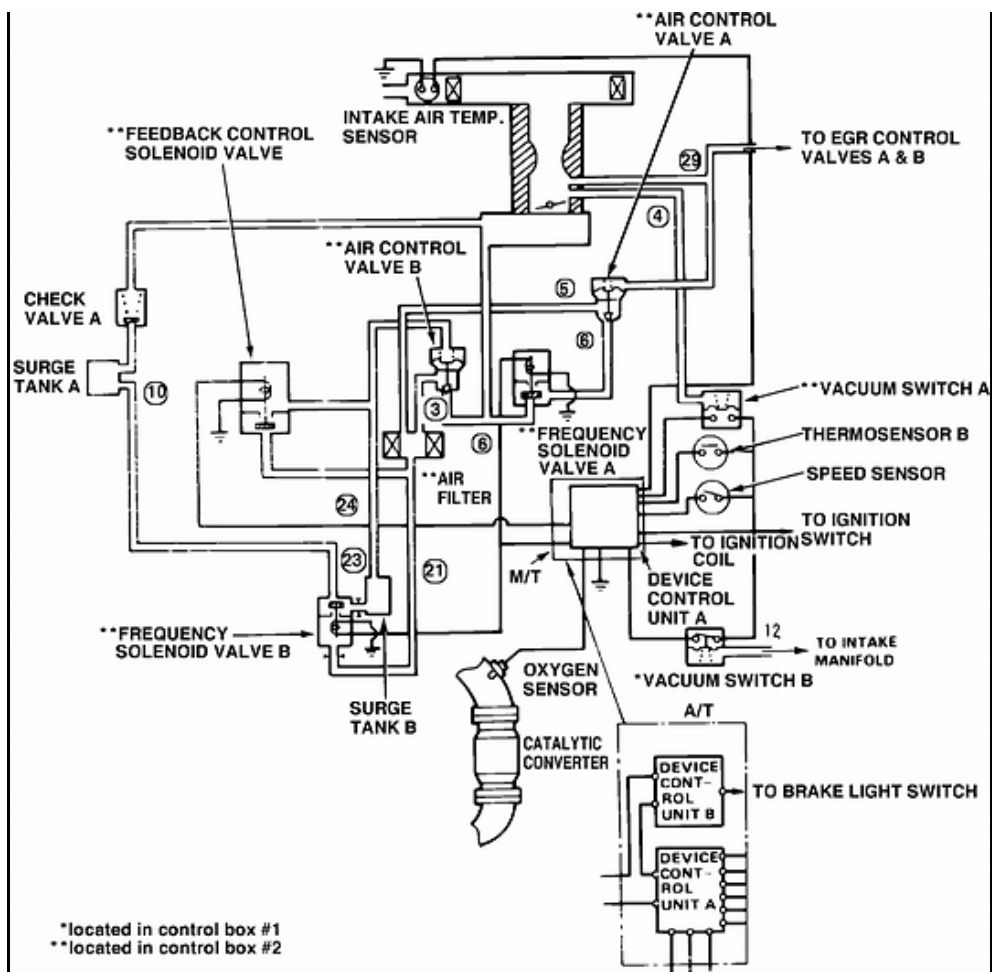 **AIR CONTROL
VALVE A
INTAKE AIR TEMP.
SENSOR
**FEEDBACK CONTROL
SOLENOID VALVE
TO EGR CONTROL
VALVES A & B
29
4
**AIR CONTROL
VALVE B
5
CHECK
VALVE A
6
SURGE
TANK A
10
**VACUUM SWITCH A
3
**FREQUENCY
SOLENOID
VALVE A
THERMOSENSOR B
6
**AIR
FILTER
SPEED SENSOR
24
TO IGNITION
SWITCH
TO IGNITION
COIL
23
21
M/T
DEVICE
CONTROL
UNIT A
**FREQUENCY
SOLENOID VALVE B
12
TO INTAKE
MANIFOLD
OXYGEN
SENSOR
*VACUUM SWITCH B
SURGE
TANK B
A/T
CATALYTIC
CONVERTER
DEVICE
CONT-
ROL
UNIT B
TO BRAKE LIGHT SWITCH
DEVICE
CONT-
ROL
UNIT A
*located in control box #1
**located in control box #2